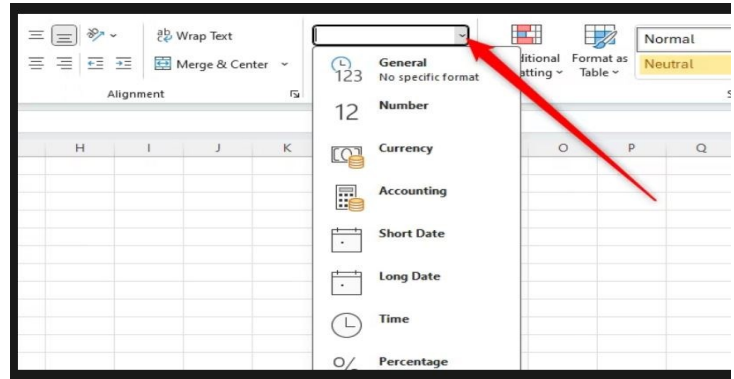 Wrap Text
Merge & Center
Alignment
ditional
atting
Format as
Table
Normal
Neutral
General
No specific format
123
12
Number
Currency
Accounting
Short Date
Long Date
Time
Percentage
H I J K O P Q